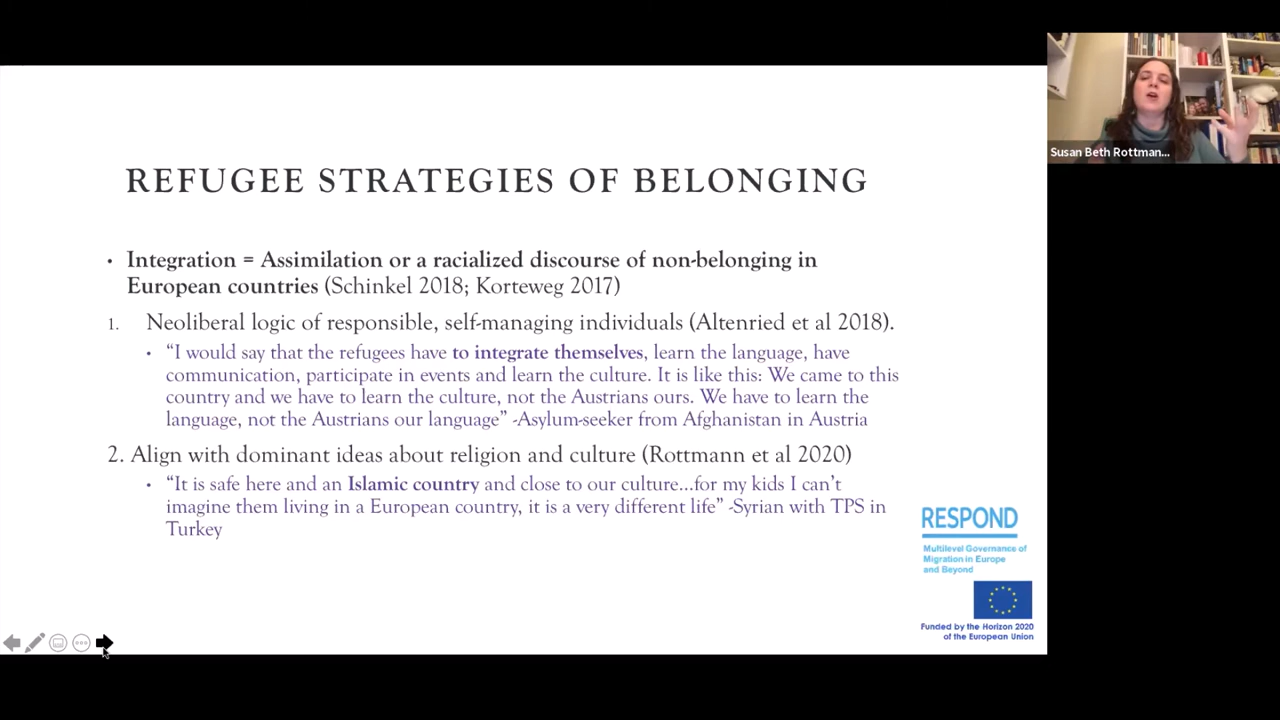 REFUGEE STRATEGIES OF BELONGING
• Integration = Assimilation or a racialized discourse of non-belonging in
European countries (Schinkel 2018; Korteweg 2017)
1. Neoliberal logic of responsible, self-managing individuals (Altenried et al 2018).
• “I would say that the refugees have to integrate themselves, learn the language, have
communication, participate in events and learn the culture. It is like this: We came to this
country and we have to learn the culture, not the Austrians ours. We have to learn the
language, not the Austrians our language” -Asylum-seeker from Afghanistan in Austria
2. Align with dominant ideas about religion and culture (Rottmann et al 2020)
• “It is safe here and an Islamic country and close to our culture…for my kids I can’t
imagine them living in a European country, it is a very different life” -Syrian with TPS in
Turkey
RESPOND
Multilevel Governance of
Migration in Europe
and Beyond
Funded by the Horizon 2020
of the European Union
Susan Beth Rottman...